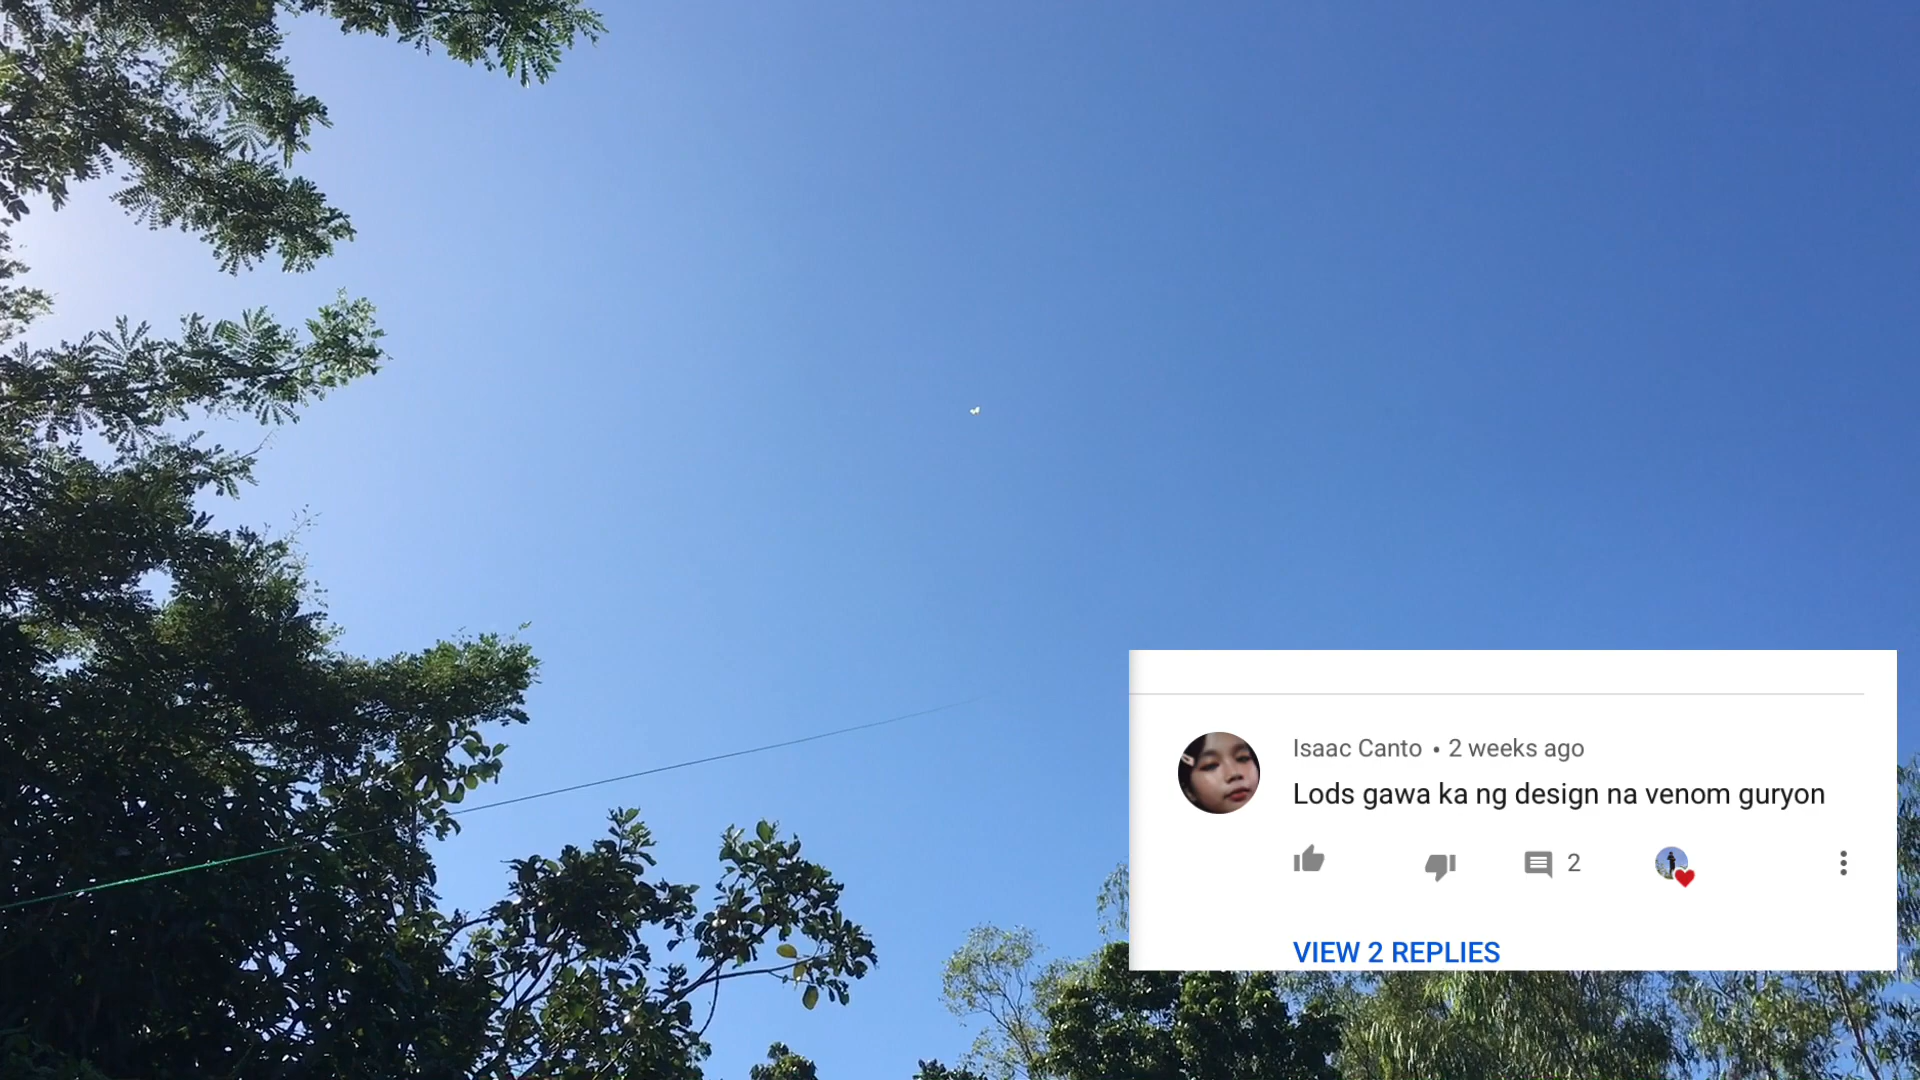 Isaac Canto • 2 weeks ago
Lods gawa ka ng design na venom guryon
2
VIEW 2 REPLIES